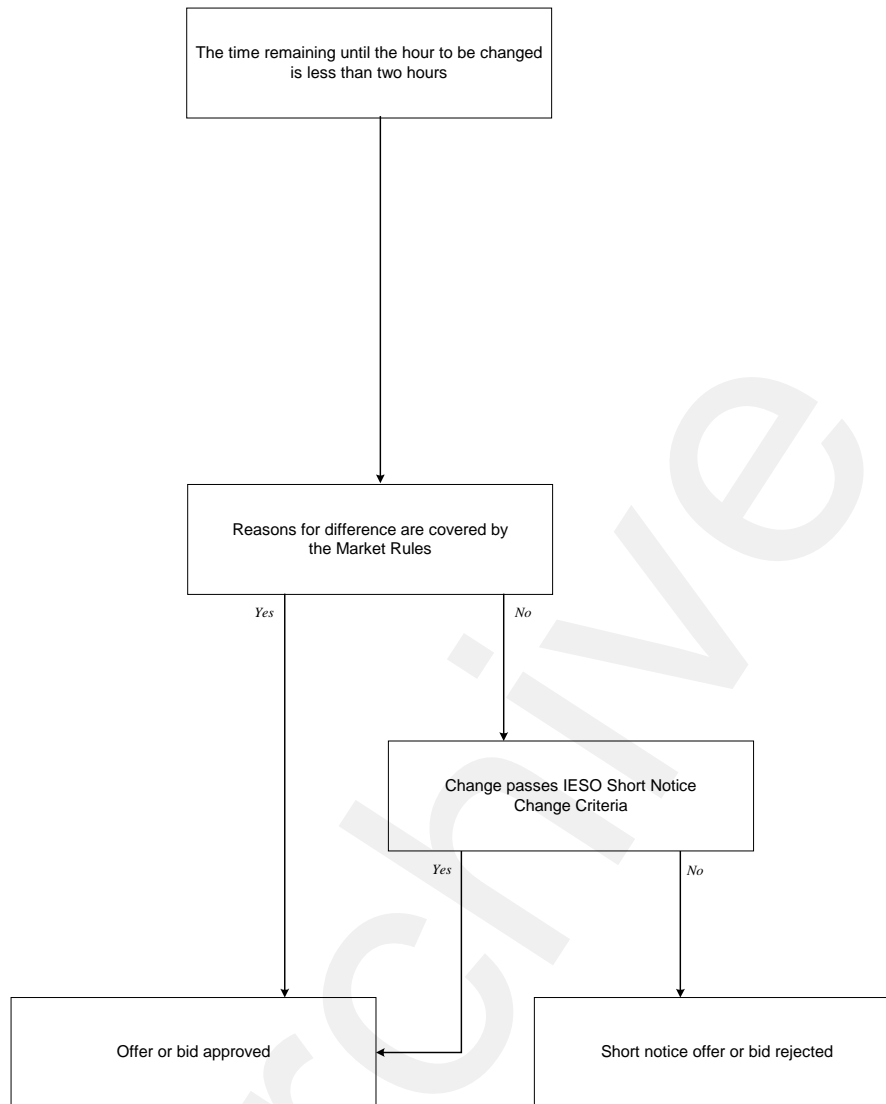 The time remaining until the hour to be changed
is less than two hours
Reasons for difference are covered by
the Market Rules
Yes
No
Change passes IESO Short Notice
Change Criteria
Yes
No
Offer or bid approved
Short notice offer or bid rejected
rchive